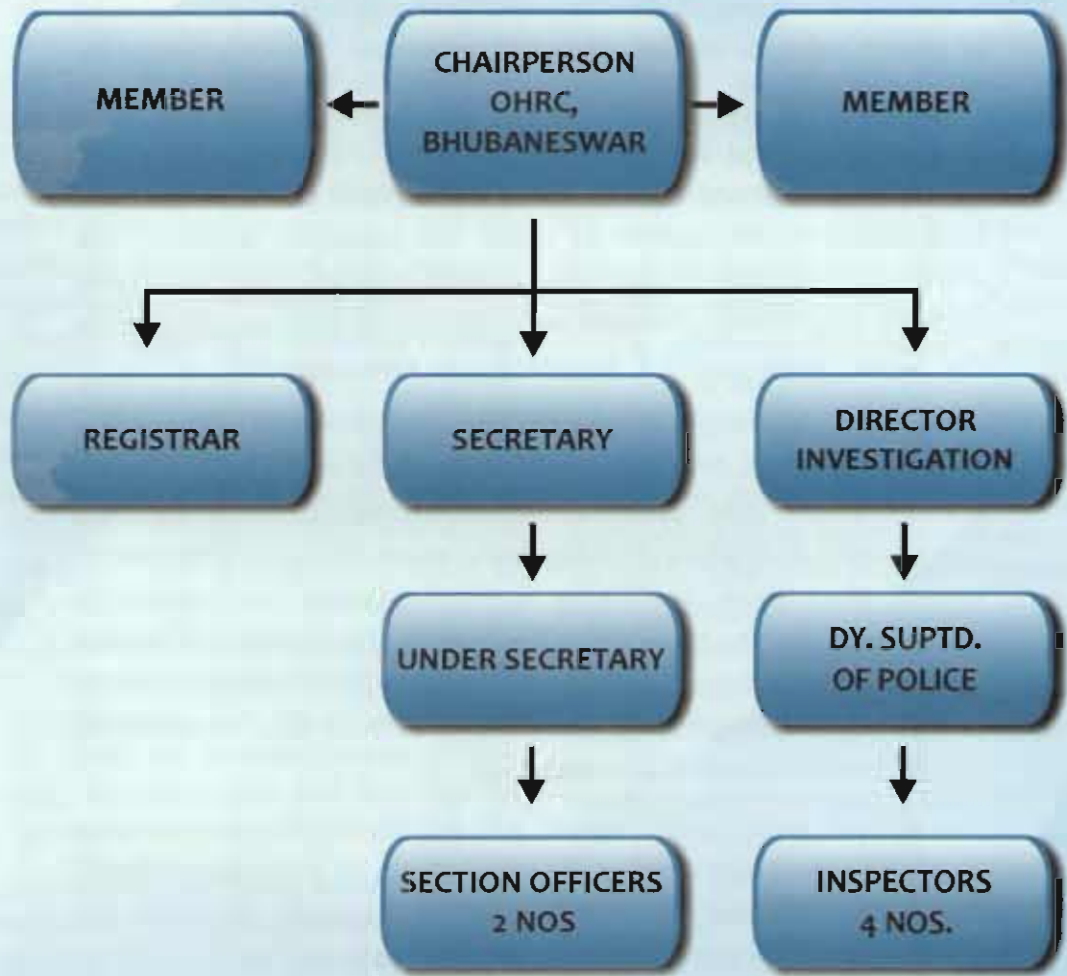 MEMBER
CHAIRPERSON
OHRC,
BHUBANESWAR
MEMBER
REGISTRAR
SECRETARY
DIRECTOR
INVESTIGATION
UNDER SECRETARY
DY. SUPTD.
OF POLICE
SECTION OFFICERS
2 NOS
INSPECTORS
4 NOS.